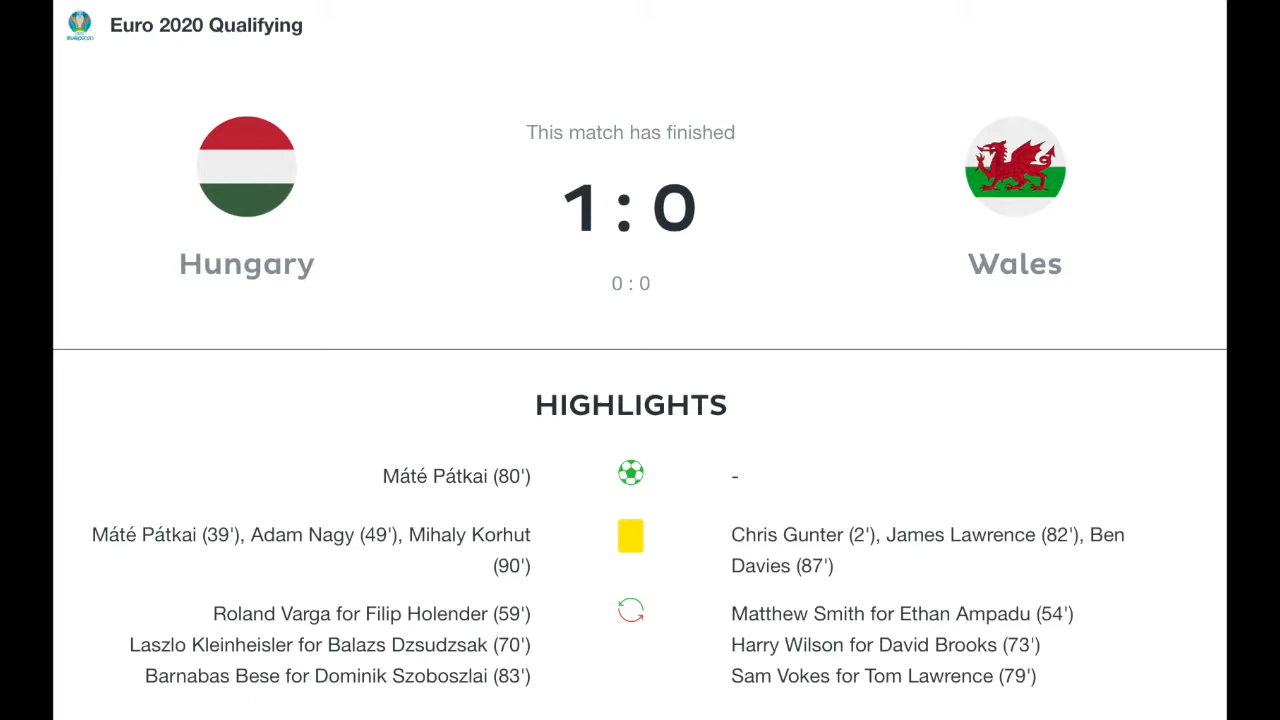 Euro 2020 Qualifying
This match has finished
1 : 0
Hungary
Wales
0 : 0
HIGHLIGHTS
Máté Pátkai (80')
-
Máté Pátkai (39'), Adam Nagy (49'), Mihaly Korhut
(90')
Chris Gunter (2'), James Lawrence (82'), Ben
Davies (87')
Roland Varga for Filip Holender (59')
Laszlo Kleinheisler for Balazs Dzsudzsak (70')
Barnabas Bese for Dominik Szoboszlai (83')
Matthew Smith for Ethan Ampadu (54')
Harry Wilson for David Brooks (73')
Sam Vokes for Tom Lawrence (79')